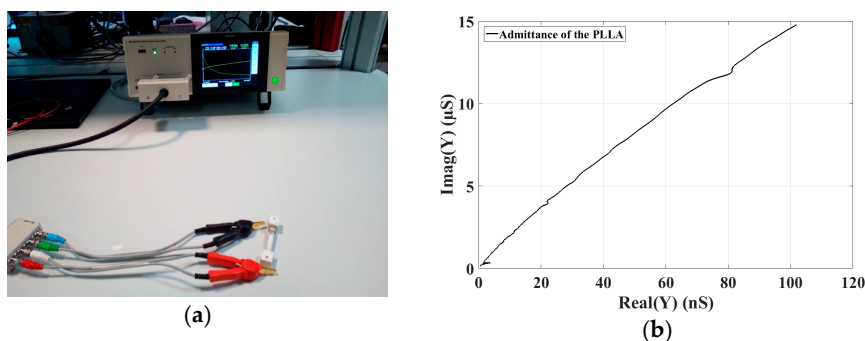 Admittance of the PLLA
15
10
5
0
Imag(Y) (µS)
0 20 40 60 80 100 120
Real(Y) (nS)
(a)
(b)